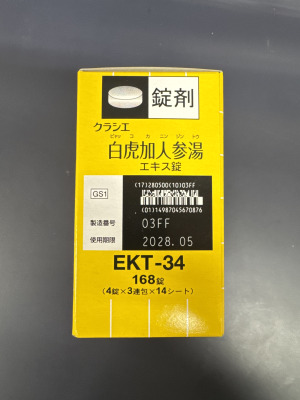 錠剤
クラシエ
ビャッ コ カ ニン ジン トウ
白虎加人参湯
エキス錠
GS1
(17)280500(10)03FF
(01)14987045670876
製造番号 03FF
使用期限 2028.05
EKT-34
168錠
(4錠×3連包×14シート)